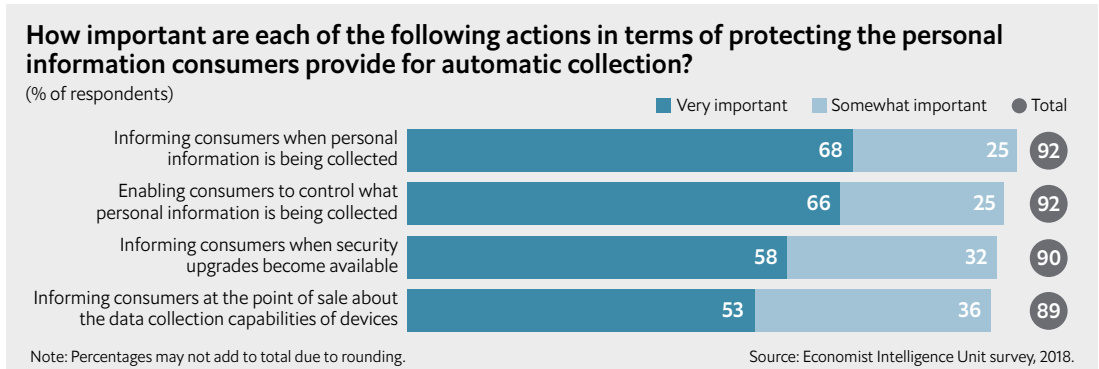 How important are each of the following actions in terms of protecting the personal
information consumers provide for automatic collection?
(% of respondents)
Very important Somewhat important Total
Informing consumers when personal
information is being collected
68 25 92
Enabling consumers to control what
personal information is being collected
66 25 92
Informing consumers when security
upgrades become available
58 32 90
Informing consumers at the point of sale about
the data collection capabilities of devices
53 36 89
Note: Percentages may not add to total due to rounding.
Source: Economist Intelligence Unit survey, 2018.